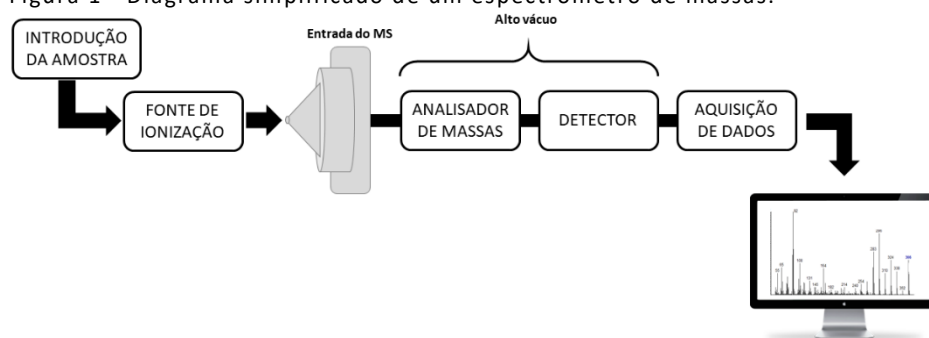 Figura 1 - Diagrama simplificado de um espectrômetro de massas.
Alto vácuo
INTRODUÇÃO
DA AMOSTRA
Entrada do MS
FONTE DE
IONIZAÇÃO
ANALISADOR
DE MASSAS
DETECTOR
AQUISIÇÃO
DE DADOS